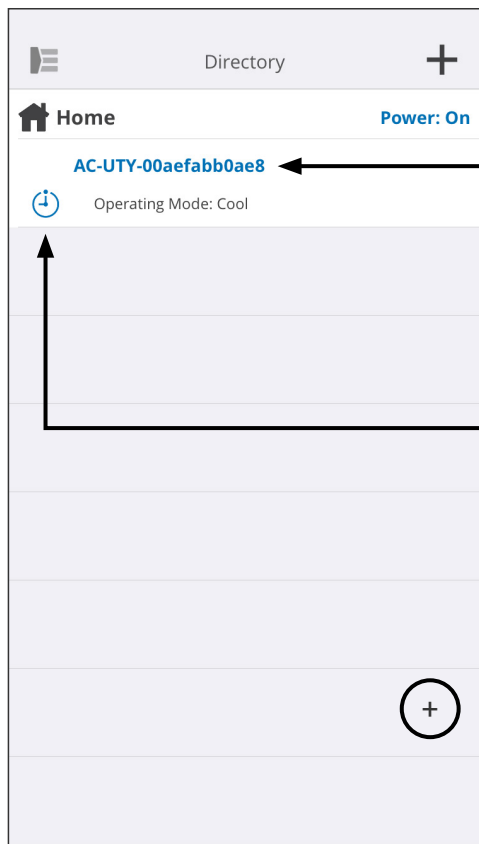 Directory
Home
Power: On
AC-UTY-00aefabb0ae8
Operating Mode: Cool